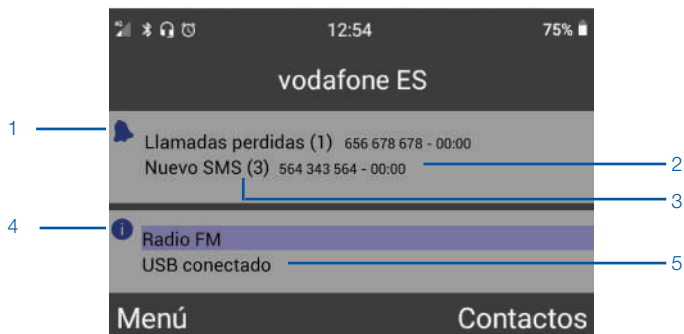 4G 12:54 75%
vodafone ES
1
Llamadas perdidas (1) 656 678 678 - 00:00
Nuevo SMS (3) 564 343 564 - 00:00
2
3
4
i
Radio FM
USB conectado
5
Menú Contactos